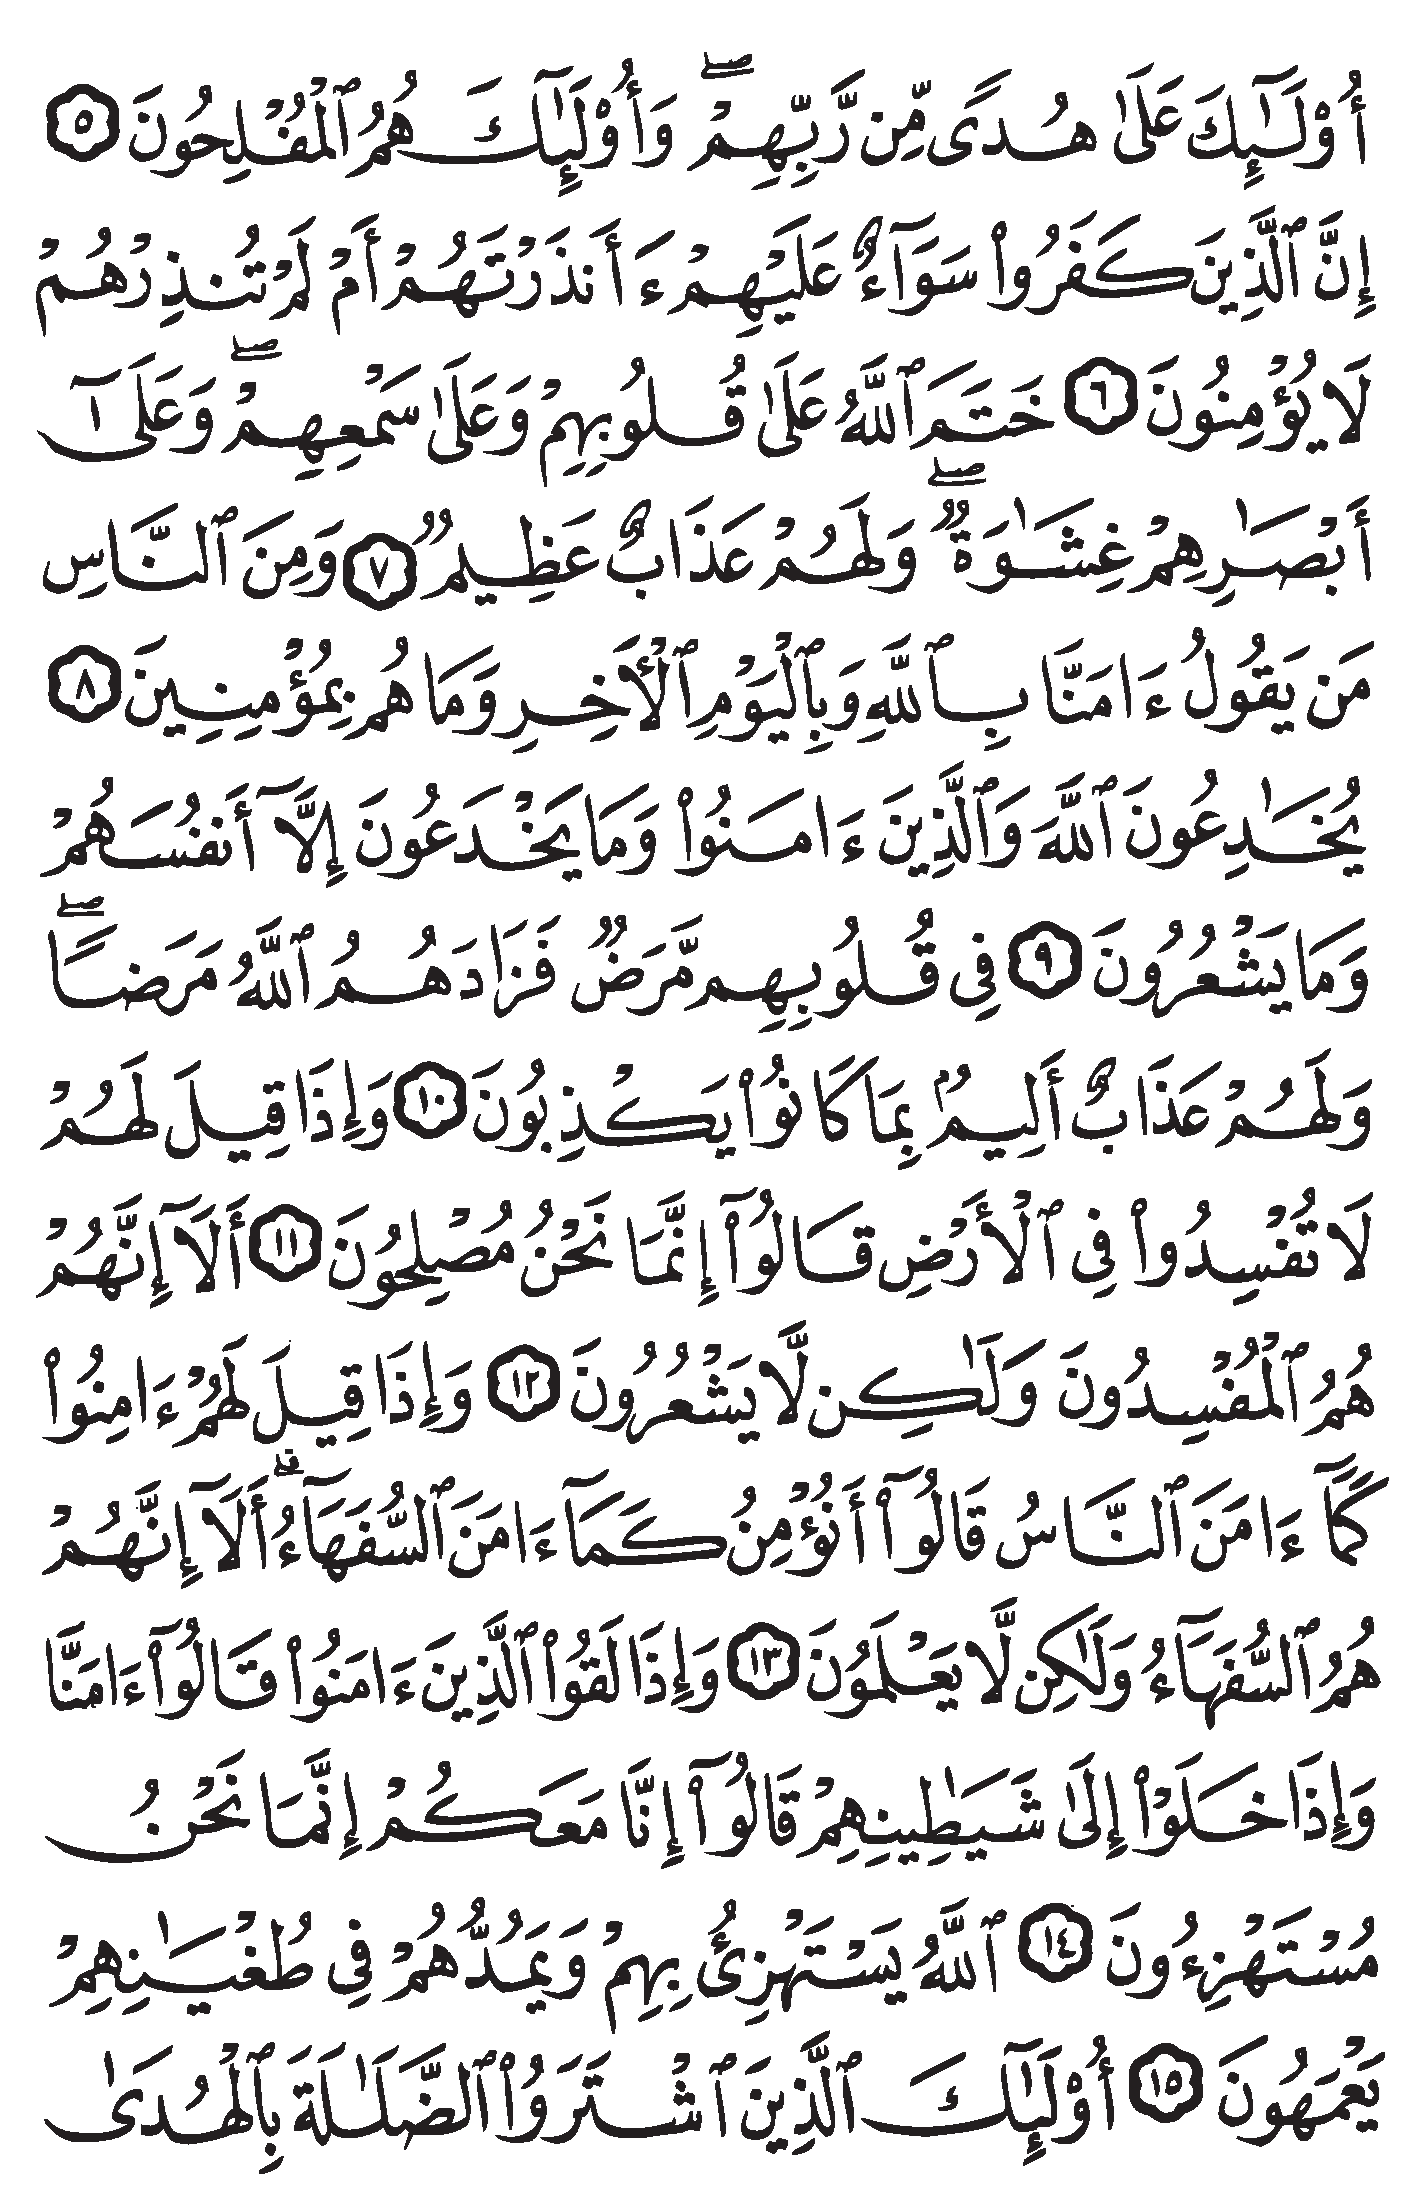 أُوْلَـٰٓئِكَ عَلَىٰ هُدًى مِّن رَّبِّهِمْۖ وَأُوْلَـٰٓئِكَ هُمُ ٱلْمُفْلِحُونَ ٥
إِنَّ ٱلَّذِينَ كَفَرُوا۟ سَوَآءٌ عَلَيْهِمْ ءَأَنذَرْتَهُمْ أَمْ لَمْ تُنذِرْهُمْ
لَا يُؤْمِنُونَ ٦ خَتَمَ ٱللَّهُ عَلَىٰ قُلُوبِهِمْ وَعَلَىٰ سَمْعِهِمْۖ وَعَلَىٰٓ
أَبْصَـٰرِهِمْ غِشَـٰوَةٌۖ وَلَهُمْ عَذَابٌ عَظِيمٌ ٧ وَمِنَ ٱلنَّاسِ
مَن يَقُولُ ءَامَنَّا بِٱللَّهِ وَبِٱلْيَوْمِ ٱلْأَخِرِ وَمَا هُم بِمُؤْمِنِينَ ٨
يُخَـٰدِعُونَ ٱللَّهَ وَٱلَّذِينَ ءَامَنُوا۟ وَمَا يَخْدَعُونَ إِلَّآ أَنفُسَهُمْ
وَمَا يَشْعُرُونَ ٩ فِى قُلُوبِهِم مَّرَضٌ فَزَادَهُمُ ٱللَّهُ مَرَضًاۖ
وَلَهُمْ عَذَابٌ أَلِيمُۢ بِمَا كَانُوا۟ يَكْذِبُونَ ١٠ وَإِذَا قِيلَ لَهُمْ
لَا تُفْسِدُوا۟ فِى ٱلْأَرْضِ قَالُوٓا۟ إِنَّمَا نَحْنُ مُصْلِحُونَ ١١ أَلَآ إِنَّهُمْ
هُمُ ٱلْمُفْسِدُونَ وَلَـٰكِن لَّا يَشْعُرُونَ ١٢ وَإِذَا قِيلَ لَهُمْ ءَامِنُوا۟
كَمَآ ءَامَنَ ٱلنَّاسُ قَالُوٓا۟ أَنُؤْمِنُ كَمَآ ءَامَنَ ٱلسُّفَهَآءُۗ أَلَآ إِنَّهُمْ
هُمُ ٱلسُّفَهَآءُ وَلَـٰكِن لَّا يَعْلَمُونَ ١٣ وَإِذَا لَقُوا۟ ٱلَّذِينَ ءَامَنُوا۟ قَالُوٓا۟ ءَامَنَّا
وَإِذَا خَلَوْا۟ إِلَىٰ شَيَـٰطِينِهِمْ قَالُوٓا۟ إِنَّا مَعَكُمْ إِنَّمَا نَحْنُ
مُسْتَهْزِءُونَ ١٤ ٱللَّهُ يَسْتَهْزِئُ بِهِمْ وَيَمُدُّهُمْ فِى طُغْيَـٰنِهِمْ
يَعْمَهُونَ ١٥ أُوْلَـٰٓئِكَ ٱلَّذِينَ ٱشْتَرَوُا۟ ٱلضَّلَـٰلَةَ بِٱلْهُدَىٰ